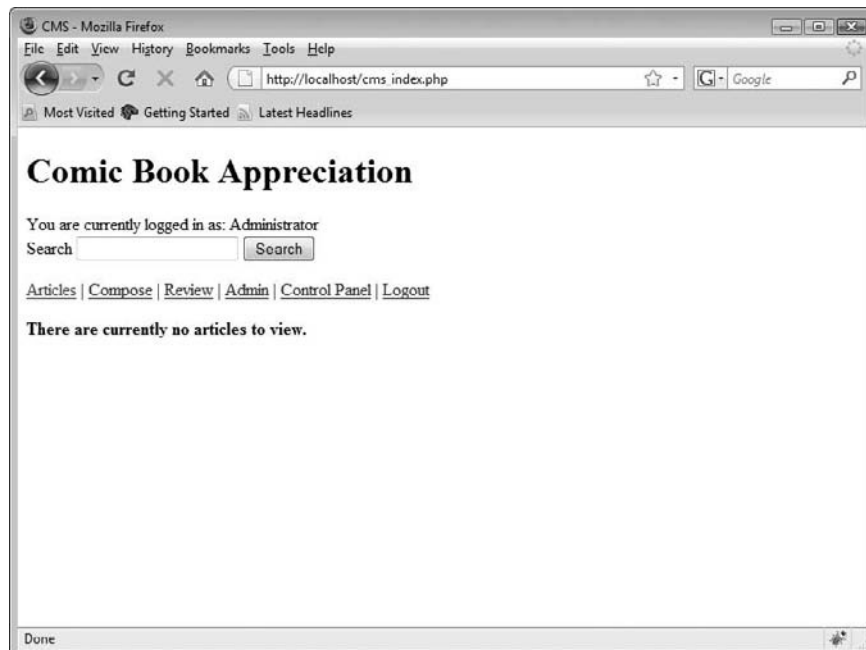 CMS - Mozilla Firefox
File Edit View History Bookmarks Tools Help
http://localhost/cms_index.php
G Google
Most Visited Getting Started Latest Headlines
Comic Book Appreciation
You are currently logged in as: Administrator
Search Search
Articles | Compose | Review | Admin | Control Panel | Logout
There are currently no articles to view.
Done